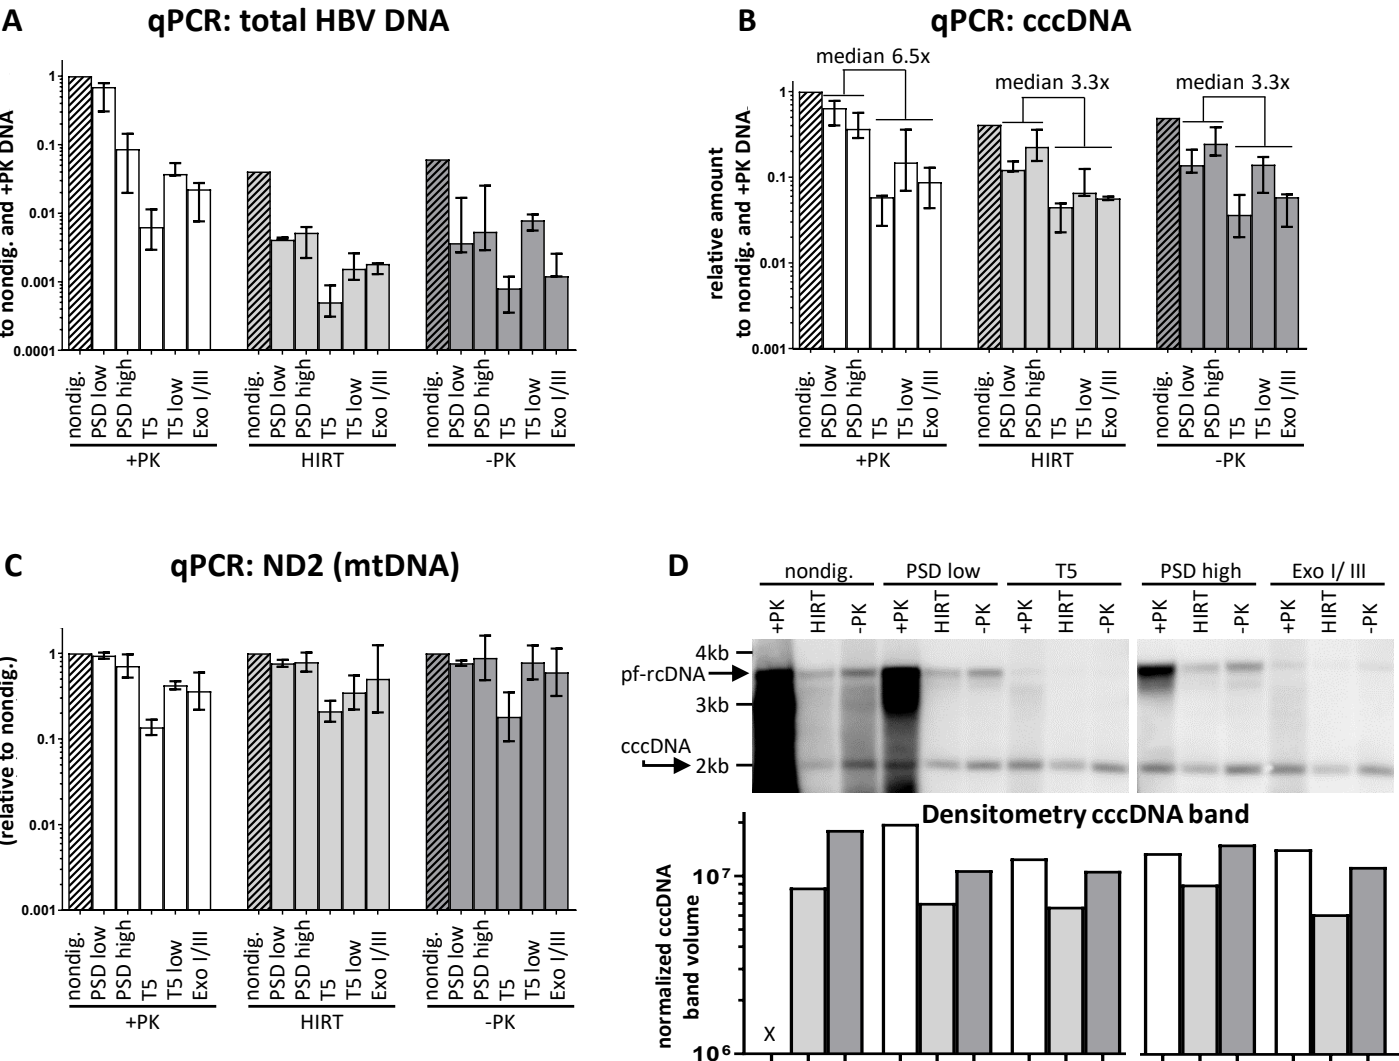 A
qPCR: total HBV DNA
to nondig. and +PK DNA
1
0.1
0.01
0.001
0.0001
nondig.
PSD low
PSD high
T5
T5 low
Exo I/III
nondig.
PSD low
PSD high
T5
T5 low
Exo I/III
nondig.
PSD low
PSD high
T5
T5 low
Exo I/III
+PK
HIRT
-PK
B
qPCR: cccDNA
median 6.5x
median 3.3x
median 3.3x
relative amount
to nondig. and +PK DNA
1
0.1
0.01
0.001
nondig.
PSD low
PSD high
T5
T5 low
Exo I/III
nondig.
PSD low
PSD high
T5
T5 low
Exo I/III
nondig.
PSD low
PSD high
T5
T5 low
Exo I/III
+PK
HIRT
-PK
C
qPCR: ND2 (mtDNA)
(relative to nondig.)
1
0.1
0.01
0.001
nondig.
PSD low
PSD high
T5
T5 low
Exo I/III
nondig.
PSD low
PSD high
T5
T5 low
Exo I/III
nondig.
PSD low
PSD high
T5
T5 low
Exo I/III
+PK
HIRT
-PK
D
nondig.
PSD low
T5
PSD high
Exo I/ III
+PK
HIRT
-PK
+PK
HIRT
-PK
+PK
HIRT
-PK
+PK
HIRT
-PK
+PK
HIRT
-PK
4kb
pf-rcDNA
3kb
cccDNA
2kb
Densitometry cccDNA band
normalized cccDNA
band volume
10⁷
10⁶
X